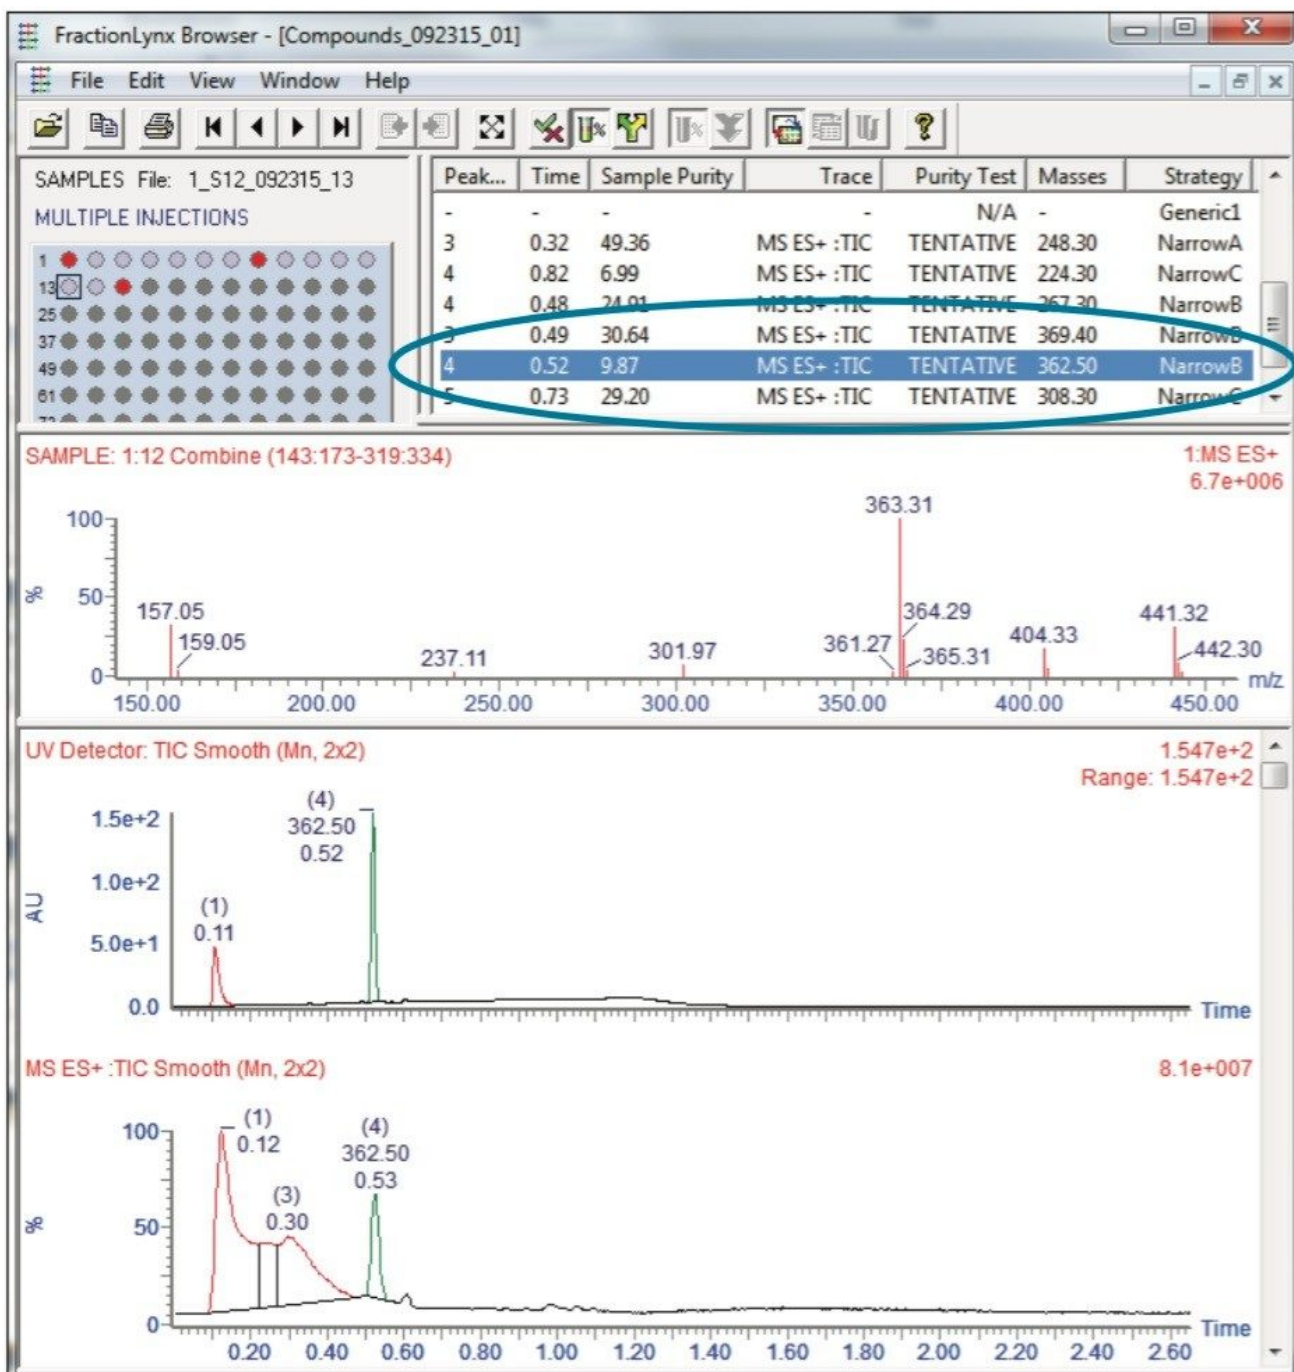 FractionLynx Browser - [Compounds_092315_01]
File Edit View Window Help
SAMPLES File: 1_S12_092315_13
MULTIPLE INJECTIONS
1
13
25
37
49
61
Peak... Time Sample Purity Trace Purity Test Masses Strategy
- - - - N/A - Generic1
3 0.32 49.36 MS ES+ :TIC TENTATIVE 248.30 NarrowA
4 0.82 6.99 MS ES+ :TIC TENTATIVE 224.30 NarrowC
4 0.48 24.91 MS ES+ :TIC TENTATIVE 267.30 NarrowB
3 0.49 30.64 MS ES+ :TIC TENTATIVE 369.40 NarrowB
4 0.52 9.87 MS ES+ :TIC TENTATIVE 362.50 NarrowB
5 0.73 29.20 MS ES+ :TIC TENTATIVE 308.30 NarrowC
SAMPLE: 1:12 Combine (143:173-319:334)
1:MS ES+
6.7e+006
100
%
50
0
157.05
159.05
237.11
301.97
361.27
363.31
364.29
365.31
404.33
441.32
442.30
m/z
150.00 200.00 250.00 300.00 350.00 400.00 450.00
UV Detector: TIC Smooth (Mn, 2x2)
1.547e+2
Range: 1.547e+2
1.5e+2
1.0e+2
AU
5.0e+1
0.0
(1)
0.11
(4)
362.50
0.52
Time
MS ES+ :TIC Smooth (Mn, 2x2)
8.1e+007
100
%
50
0
(1)
0.12
(3)
0.30
(4)
362.50
0.53
Time
0.20 0.40 0.60 0.80 1.00 1.20 1.40 1.60 1.80 2.00 2.20 2.40 2.60